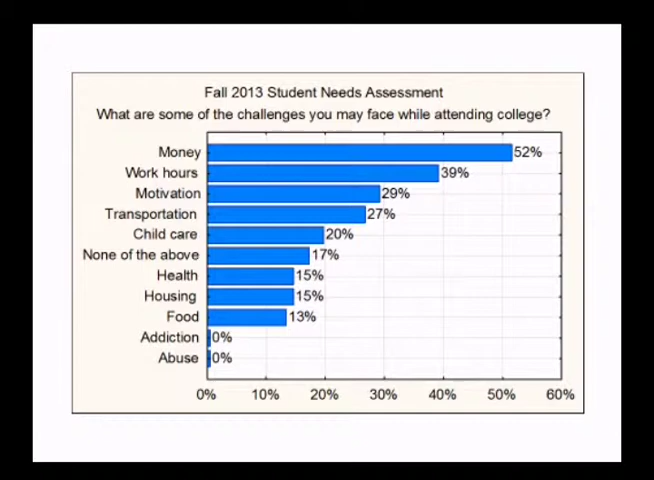 Fall 2013 Student Needs Assessment
What are some of the challenges you may face while attending college?
Money 52%
Work hours 39%
Motivation 29%
Transportation 27%
Child care 20%
None of the above 17%
Health 15%
Housing 15%
Food 13%
Addiction 0%
Abuse 0%
0% 10% 20% 30% 40% 50% 60%